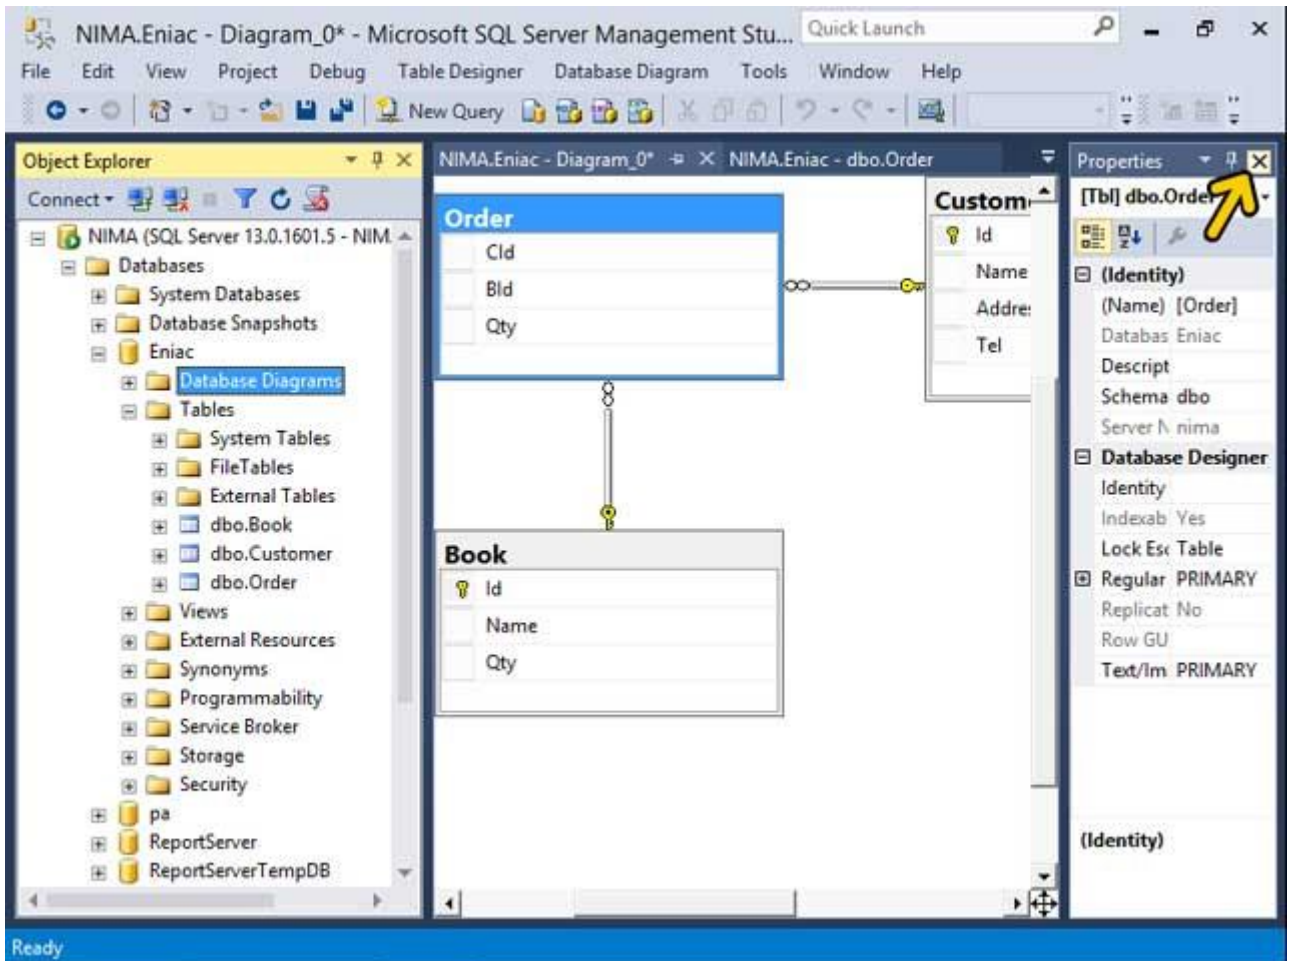 NIMA.Eniac - Diagram_0* - Microsoft SQL Server Management Stu...
Quick Launch
File Edit View Project Debug Table Designer Database Diagram Tools Window Help
New Query
Object Explorer
Connect
NIMA (SQL Server 13.0.1601.5 - NIM
Databases
System Databases
Database Snapshots
Eniac
Database Diagrams
Tables
System Tables
FileTables
External Tables
dbo.Book
dbo.Customer
dbo.Order
Views
External Resources
Synonyms
Programmability
Service Broker
Storage
Security
pa
ReportServer
ReportServerTempDB
NIMA.Eniac - Diagram_0* NIMA.Eniac - dbo.Order
Order
CId
BId
Qty
Custom
Id
Name
Addre
Tel
Book
Id
Name
Qty
Properties
[Tbl] dbo.Order
(Identity)
(Name) [Order]
Databas Eniac
Descript
Schema dbo
Server N nima
Database Designer
Identity
Indexab Yes
Lock Esc Table
Regular PRIMARY
Replicat No
Row GU
Text/Im PRIMARY
(Identity)
Ready